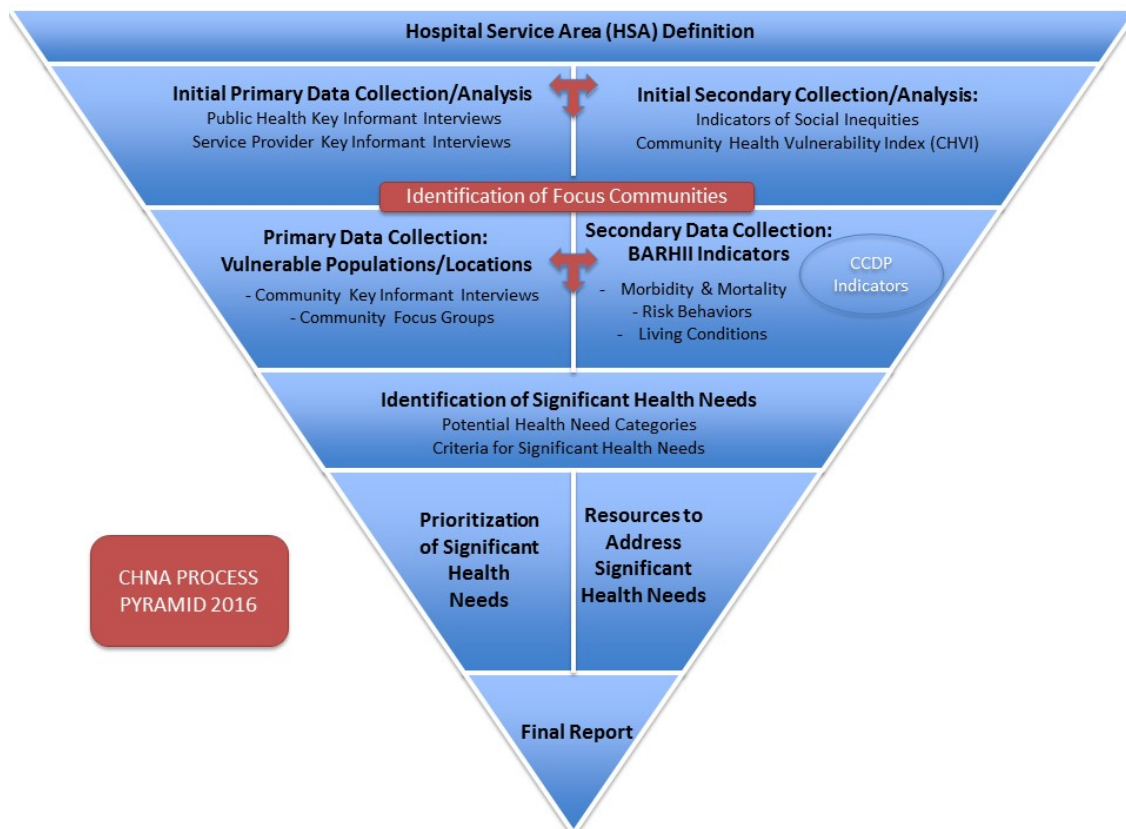 Hospital Service Area (HSA) Definition
Initial Primary Data Collection/Analysis
Public Health Key Informant Interviews
Service Provider Key Informant Interviews
Initial Secondary Collection/Analysis:
Indicators of Social Inequities
Community Health Vulnerability Index (CHVI)
Identification of Focus Communities
Primary Data Collection:
Vulnerable Populations/Locations
- Community Key Informant Interviews
- Community Focus Groups
Secondary Data Collection:
BARHII Indicators
- Morbidity & Mortality
- Risk Behaviors
- Living Conditions
CCDP
Indicators
Identification of Significant Health Needs
Potential Health Need Categories
Criteria for Significant Health Needs
Prioritization
of Significant
Health
Needs
Resources to
Address
Significant
Health Needs
CHNA PROCESS
PYRAMID 2016
Final Report